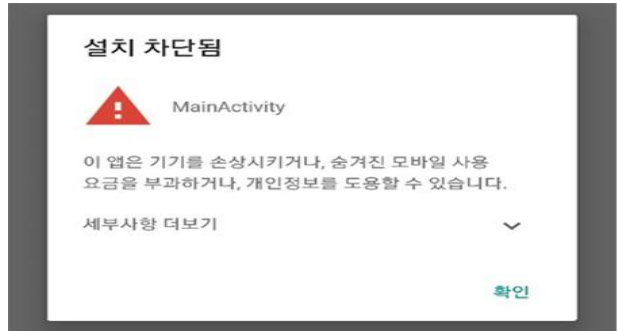 설치 차단됨
MainActivity
이 앱은 기기를 손상시키거나, 숨겨진 모바일 사용
요금을 부과하거나, 개인정보를 도용할 수 있습니다.
세부사항 더보기
확인